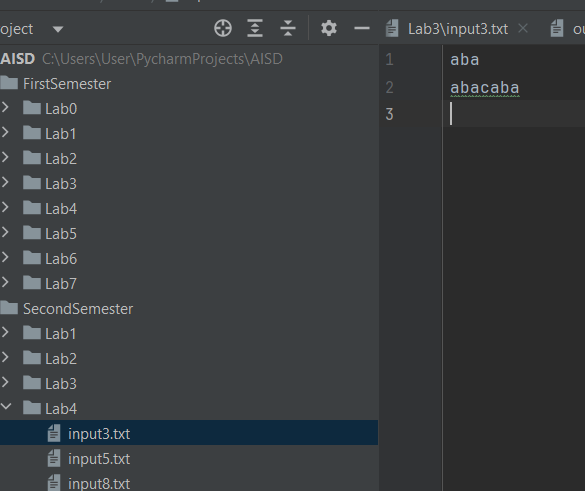 oject
Lab3\input3.txt
AISD C:\Users\User\PycharmProjects\AISD
FirstSemester
Lab0
Lab1
Lab2
Lab3
Lab4
Lab5
Lab6
Lab7
SecondSemester
Lab1
Lab2
Lab3
Lab4
input3.txt
input5.txt
input8.txt
1 aba
2 abacaba
3